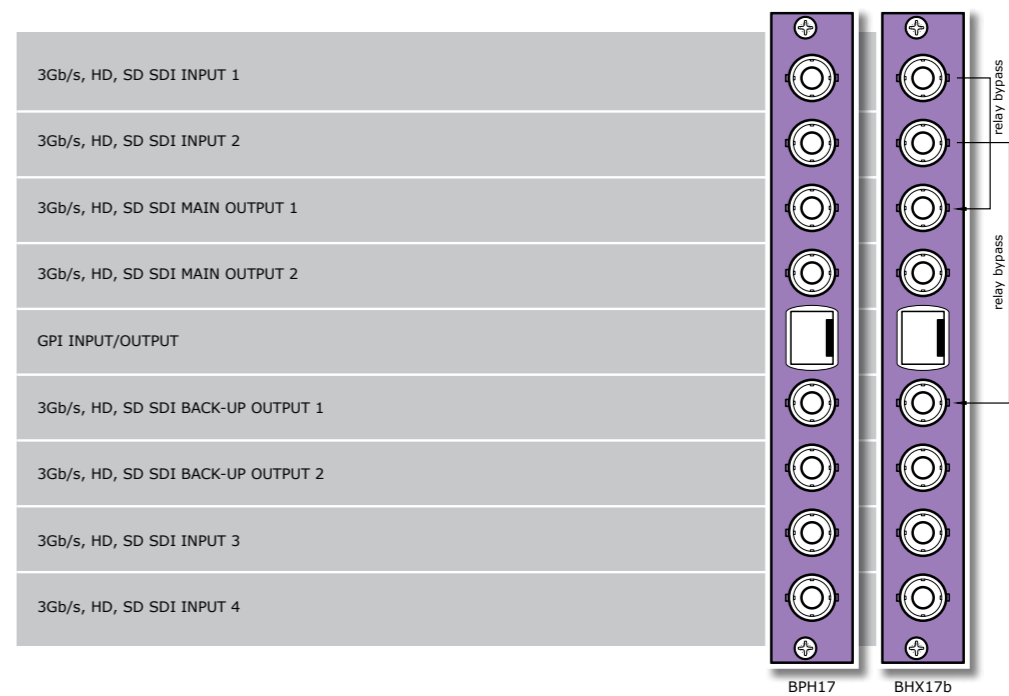 3Gb/s, HD, SD SDI INPUT 1
3Gb/s, HD, SD SDI INPUT 2
3Gb/s, HD, SD SDI MAIN OUTPUT 1
3Gb/s, HD, SD SDI MAIN OUTPUT 2
GPI INPUT/OUTPUT
3Gb/s, HD, SD SDI BACK-UP OUTPUT 1
3Gb/s, HD, SD SDI BACK-UP OUTPUT 2
3Gb/s, HD, SD SDI INPUT 3
3Gb/s, HD, SD SDI INPUT 4
relay bypass
relay bypass
BPH17
BHX17b